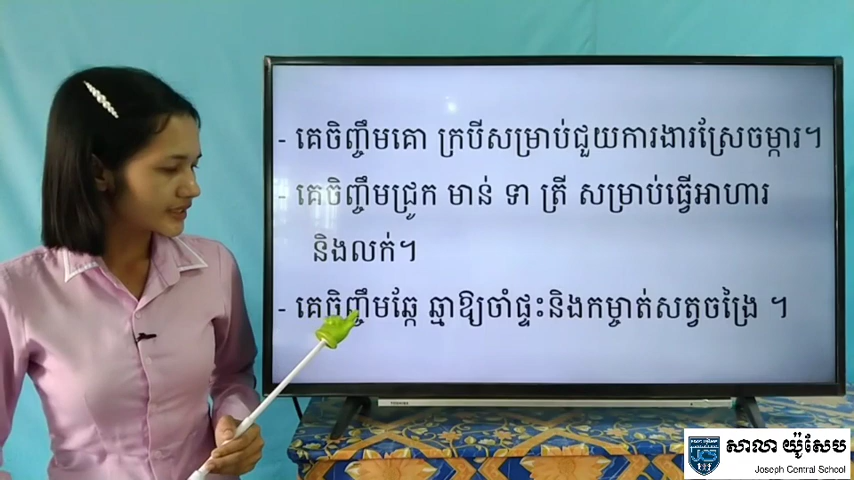 - គេចិញ្ចឹមគោ ក្របីសម្រាប់ជួយការងារស្រែចម្ការ។
- គេចិញ្ចឹមជ្រូក មាន់ ទា ត្រី សម្រាប់ធ្វើអាហារ
និងលក់។
- គេចិញ្ចឹមឆ្កែ ឆ្មាឱ្យចាំផ្ទះនិងកម្ចាត់សត្វចង្រៃ ។
TOSHIBA
JCS
សាលា យ៉ូសែប
Joseph Central School